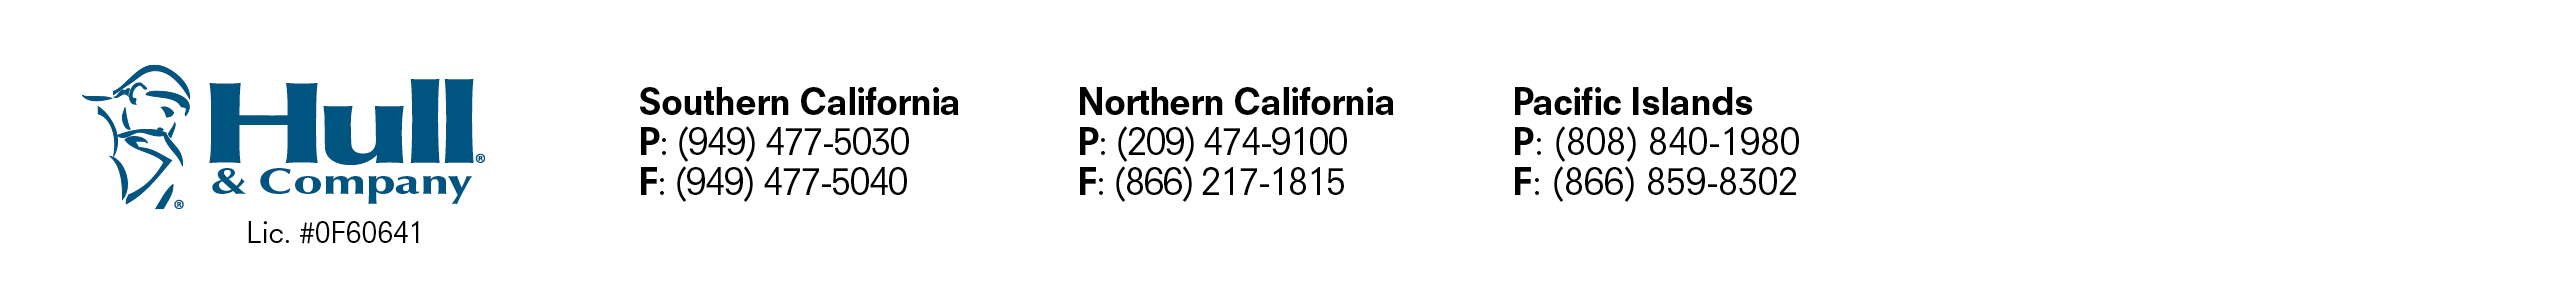 Hull®
& Company
®
Lic. #0F60641
Southern California
P: (949) 477-5030
F: (949) 477-5040
Northern California
P: (209) 474-9100
F: (866) 217-1815
Pacific Islands
P: (808) 840-1980
F: (866) 859-8302